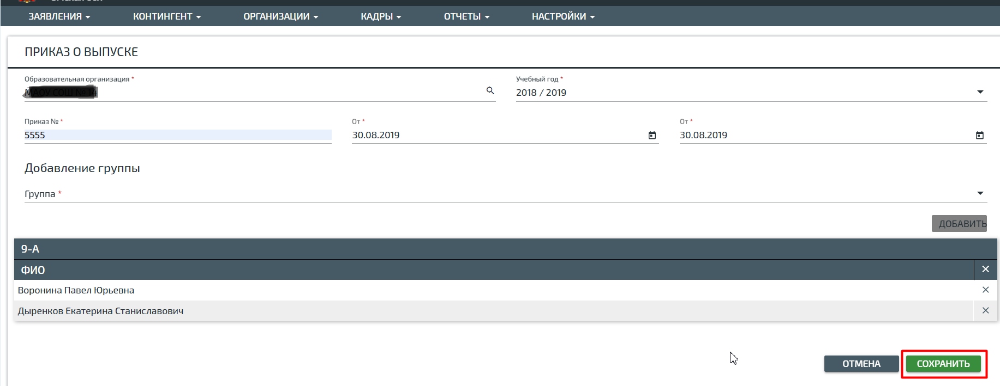 ЗАЯВЛЕНИЯ КОНТИНГЕНТ ОРГАНИЗАЦИИ КАДРЫ ОТЧЕТЫ НАСТРОЙКИ
ПРИКАЗ О ВЫПУСКЕ
Образовательная организация * Учебный год *
2018 / 2019
Приказ № * От * От *
5555 30.08.2019 30.08.2019
Добавление группы
Группа *
ДОБАВИТЬ
9-А
ФИО
Воронина Павел Юрьевна
Дыренков Екатерина Станиславович
ОТМЕНА СОХРАНИТЬ